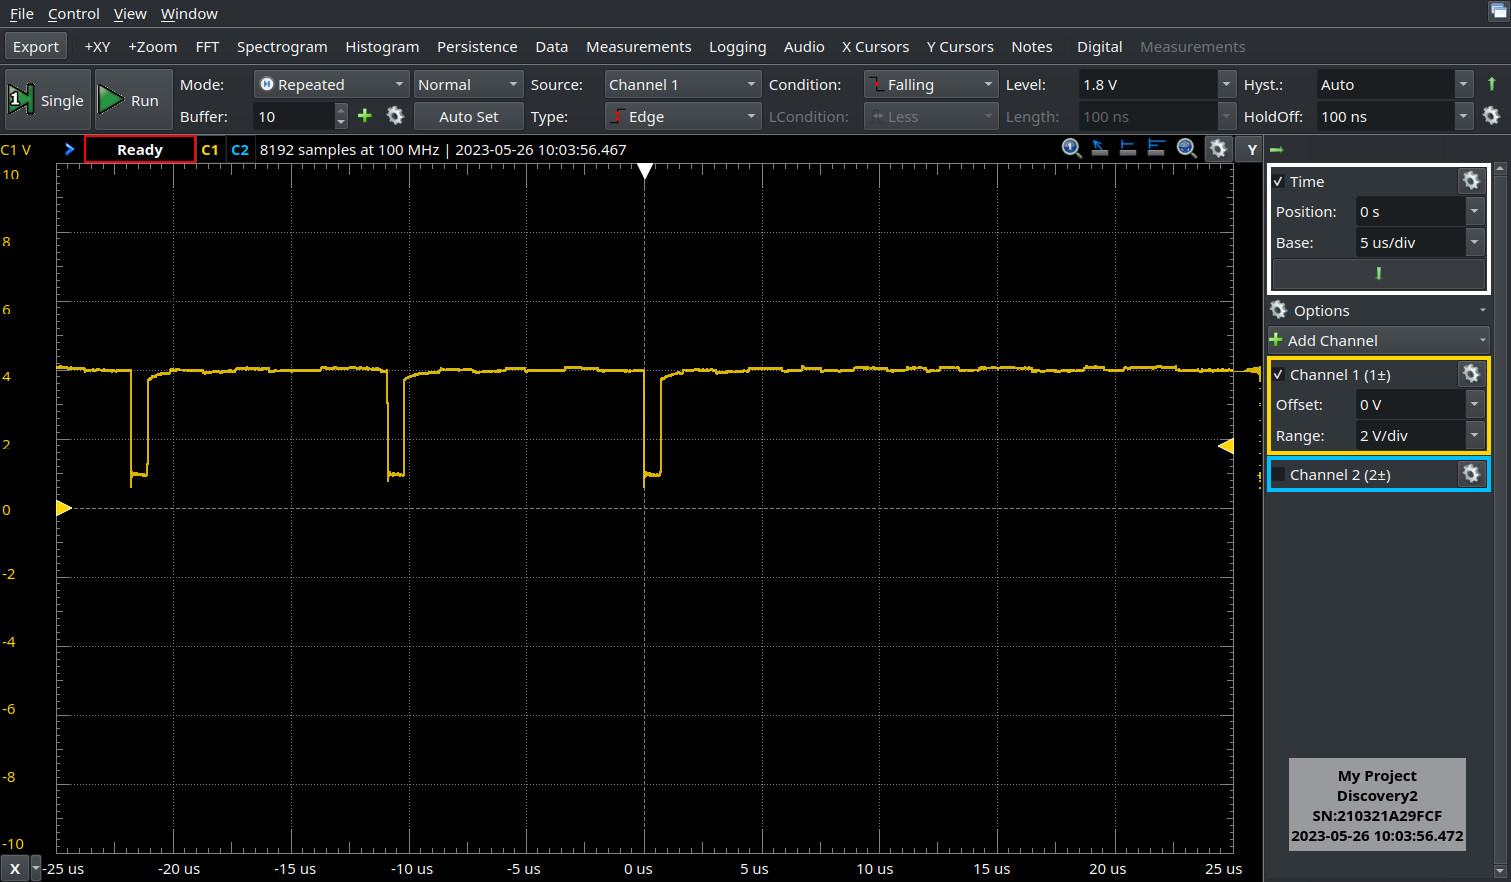 File Control View Window
Export +XY +Zoom FFT Spectrogram Histogram Persistence Data Measurements Logging Audio X Cursors Y Cursors Notes Digital Measurements
1 Single Run Mode: Repeated Normal Source: Channel 1 Condition: Falling Level: 1.8 V Hyst.: Auto
Buffer: 10 Auto Set Type: Edge LCondition: Less Length: 100 ns HoldOff: 100 ns
C1 V Ready C1 C2 8192 samples at 100 MHz | 2023-05-26 10:03:56.467 Y
10
8
6
4
2
0
-2
-4
-6
-8
-10
X -25 us -20 us -15 us -10 us -5 us 0 us 5 us 10 us 15 us 20 us 25 us
Time
Position: 0 s
Base: 5 us/div
Options
Add Channel
Channel 1 (1±)
Offset: 0 V
Range: 2 V/div
Channel 2 (2±)
My Project
Discovery2
SN:210321A29FCF
2023-05-26 10:03:56.472